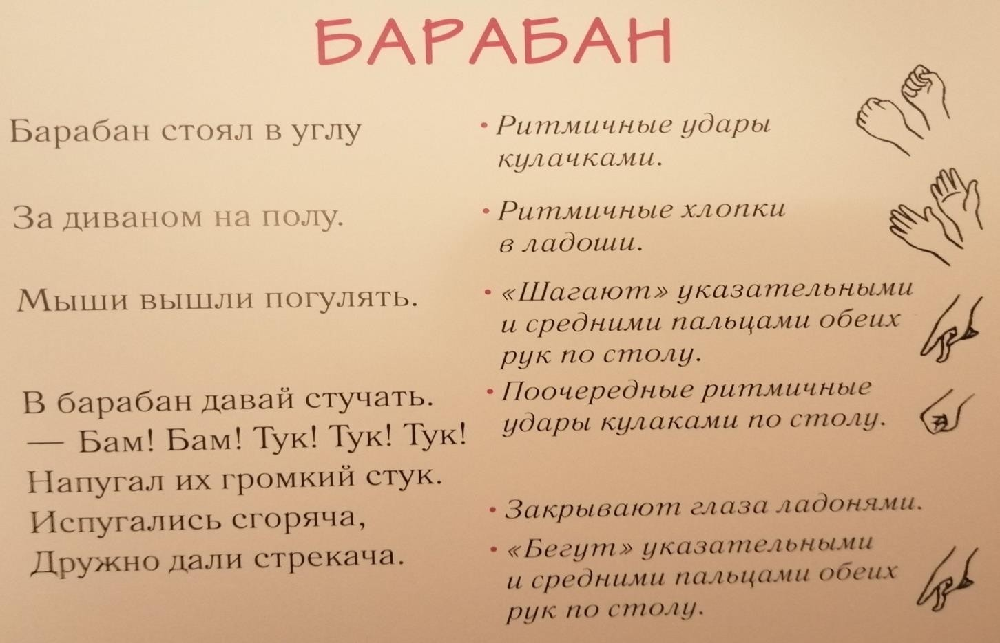 БАРАБАН
Барабан стоял в углу
• Ритмичные удары
кулачками.
За диваном на полу.
• Ритмичные хлопки
в ладоши.
Мыши вышли погулять.
• «Шагают» указательными
и средними пальцами обеих
рук по столу.
В барабан давай стучать.
— Бам! Бам! Тук! Тук! Тук!
• Поочередные ритмичные
удары кулаками по столу.
Напугал их громкий стук.
Испугались сгоряча,
• Закрывают глаза ладонями.
Дружно дали стрекача.
• «Бегут» указательными
и средними пальцами обеих
рук по столу.